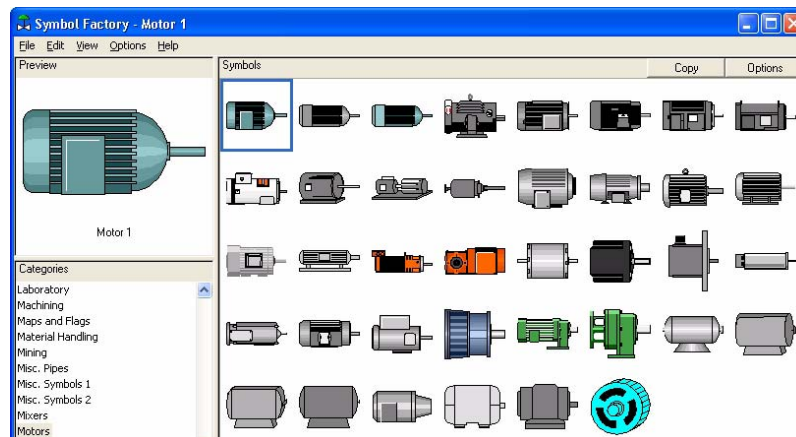 Symbol Factory - Motor 1
File Edit View Options Help
Preview
Motor 1
Symbols
Copy
Options
Categories
Laboratory
Machining
Maps and Flags
Material Handling
Mining
Misc. Pipes
Misc. Symbols 1
Misc. Symbols 2
Mixers
Motors